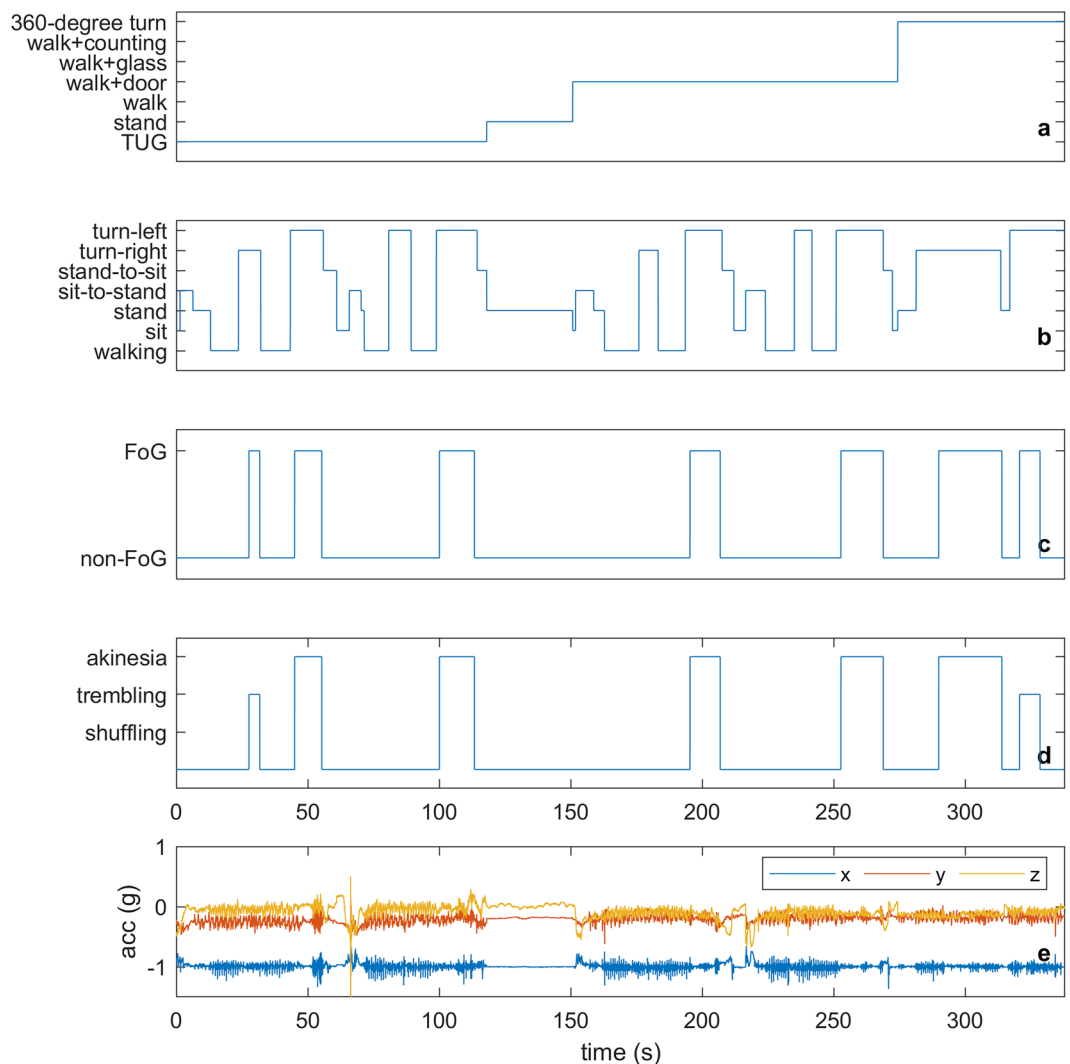 360-degree turn
walk+counting
walk+glass
walk+door
walk
stand
TUG
a
turn-left
turn-right
stand-to-sit
sit-to-stand
stand
sit
walking
b
FoG
non-FoG
c
akinesia
trembling
shuffling
d
0 50 100 150 200 250 300
acc (g)
1
0
-1
x y z
e
0 50 100 150 200 250 300
time (s)